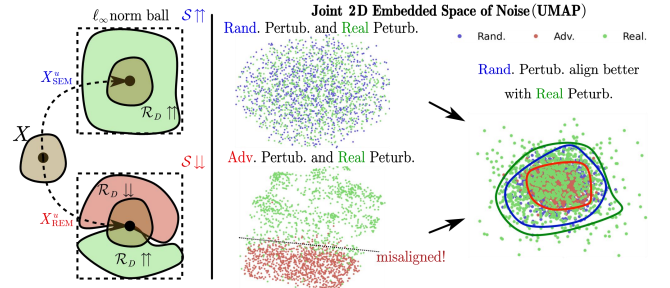 ℓ∞ norm ball
S ↑↑
X^u_SEM
R_D ↑↑
X
S ↓↓
R_D ↓↓
X^u_REM
R_D ↑↑
Joint 2D Embedded Space of Noise(UMAP)
Rand. Pertub. and Real Peturb.
Adv. Pertub. and Real Peturb.
misaligned!
Rand. Adv. Real.
Rand. Pertub. align better
with Real Peturb.